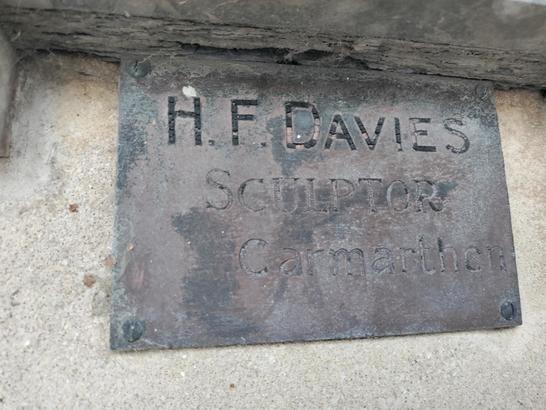 H. F. DAVIES
SCULPTOR
Carmarthen